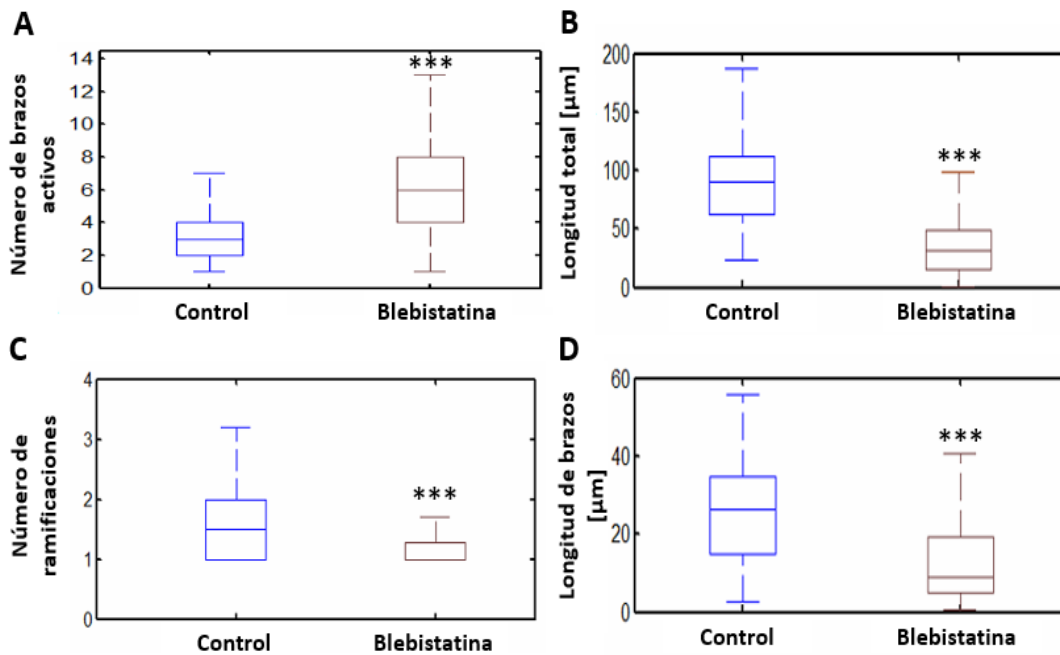 A
Número de brazos
activos
14
12
10
8
6
4
2
0
***
Control
Blebistatina
B
Longitud total [µm]
200
150
100
50
0
***
Control
Blebistatina
C
Número de
ramificaciones
4
3
2
1
0
***
Control
Blebistatina
D
Longitud de brazos
[µm]
60
40
20
0
***
Control
Blebistatina